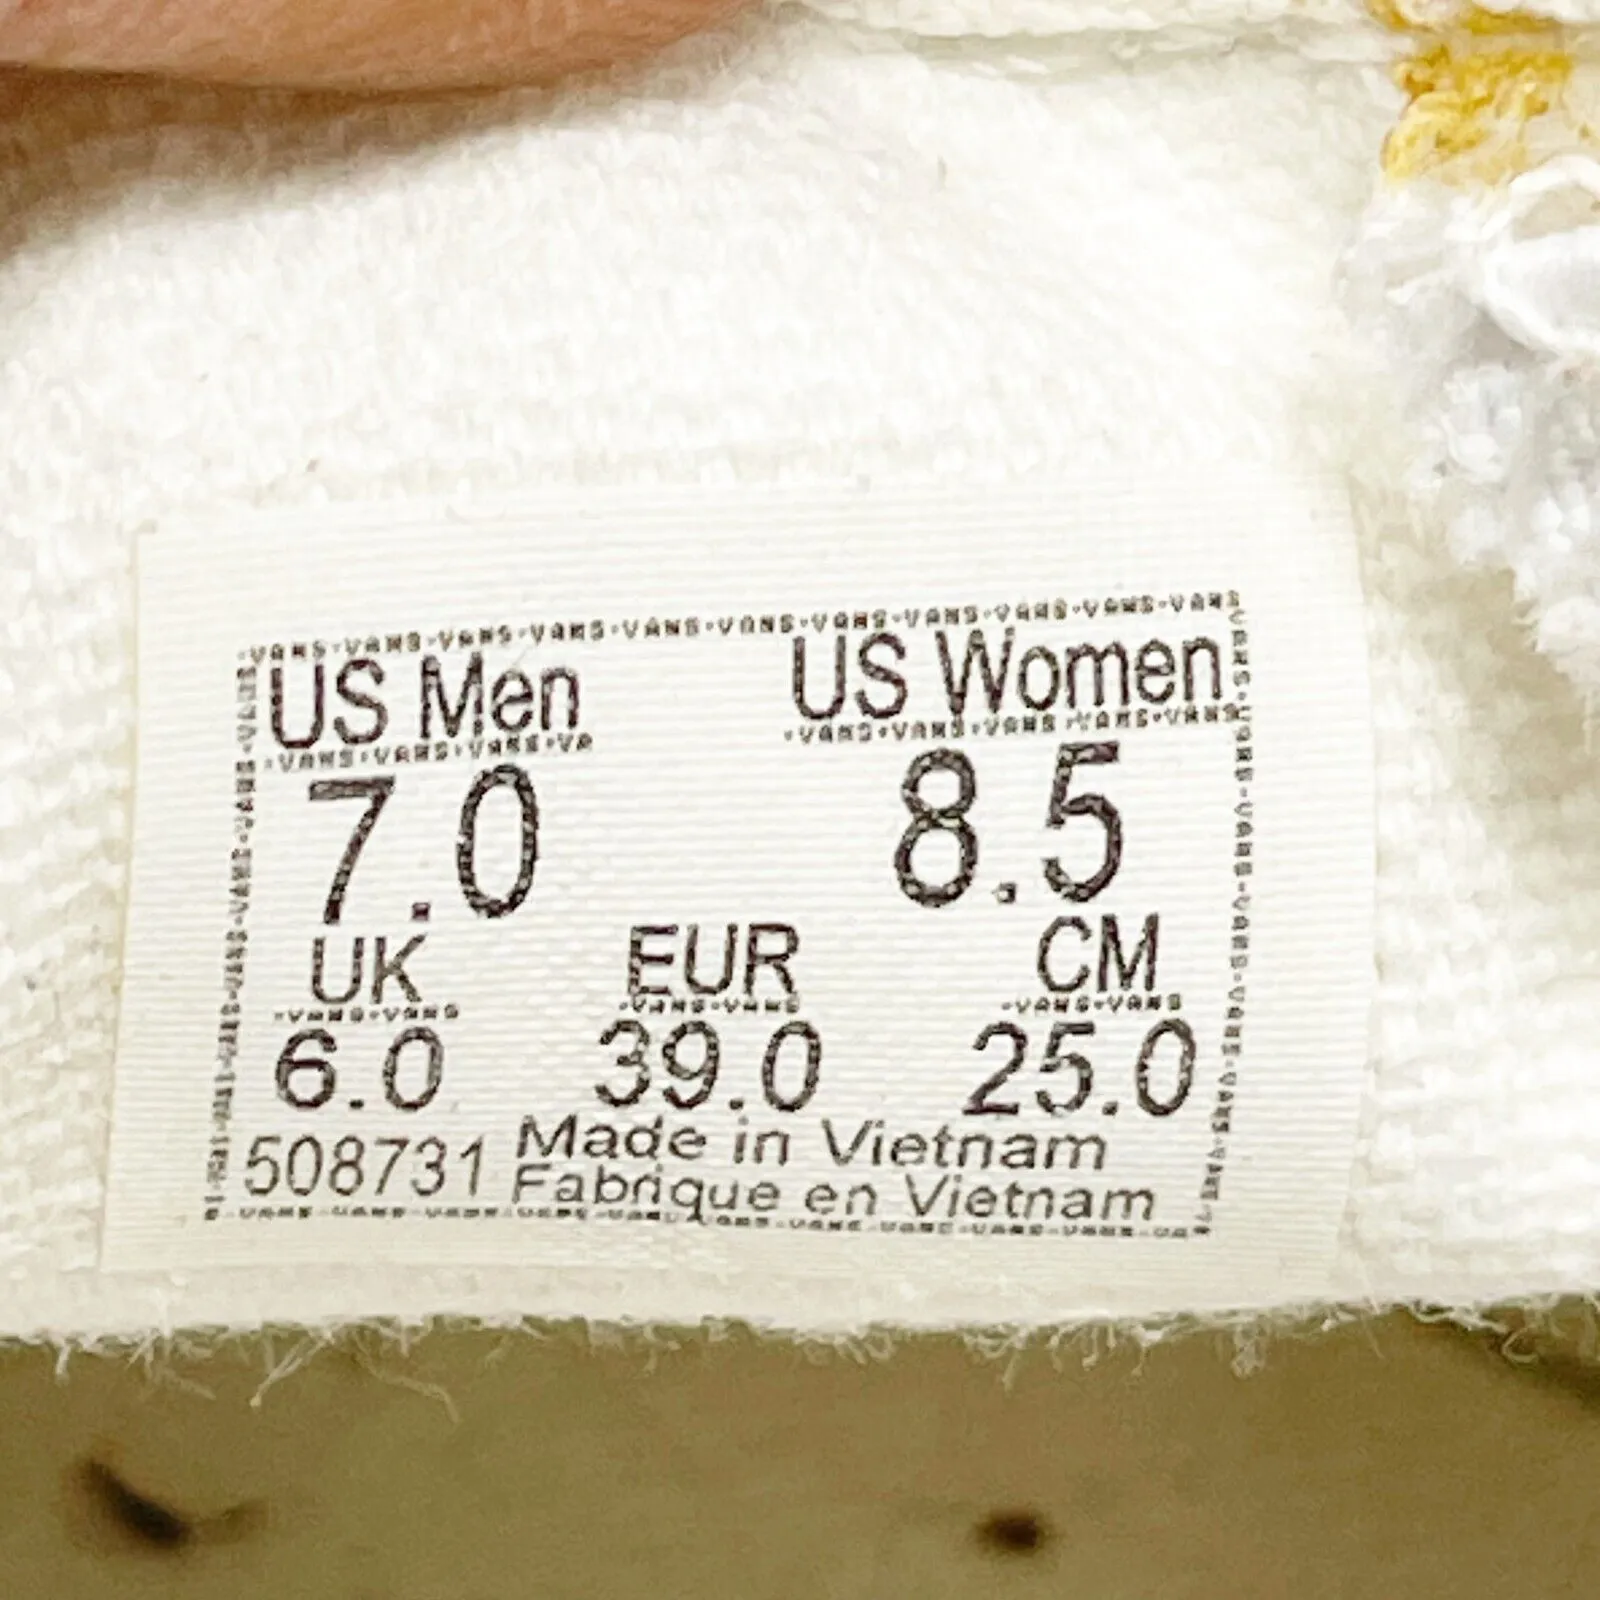 US Men US Women
7.0 8.5
UK EUR CM
6.0 39.0 25.0
508731 Made in Vietnam
Fabrique en Vietnam